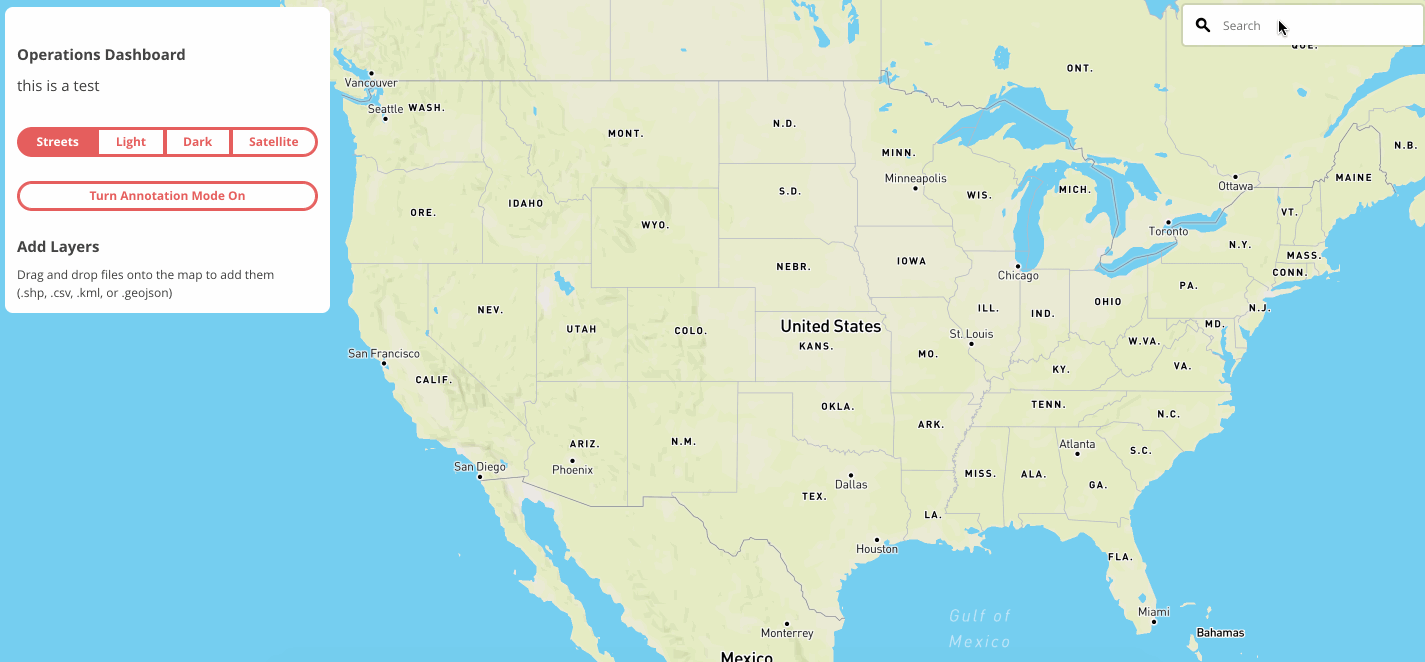 Operations Dashboard
this is a test
Streets
Light
Dark
Satellite
Turn Annotation Mode On
Add Layers
Drag and drop files onto the map to add them
(.shp, .csv, .kml, or .geojson)
Search
QUE.
ONT.
Vancouver
Seattle
WASH.
MONT.
N.D.
MINN.
Minneapolis
S.D.
WIS.
MICH.
Ottawa
N.B.
MAINE
VT.
Toronto
ORE.
IDAHO
WYO.
N.Y.
MASS.
CONN.
IOWA
NEBR.
Chicago
PA.
OHIO
N.J.
NEV.
UTAH
COLO.
United States
KANS.
ILL.
IND.
MD.
St. Louis
W.VA.
San Francisco
MO.
VA.
CALIF.
KY.
OKLA.
TENN.
N.C.
ARK.
ARIZ.
N.M.
Atlanta
S.C.
San Diego
Phoenix
Dallas
TEX.
MISS.
ALA.
GA.
LA.
Houston
FLA.
Gulf of
Mexico
Miami
Monterrey
Bahamas
Mexico